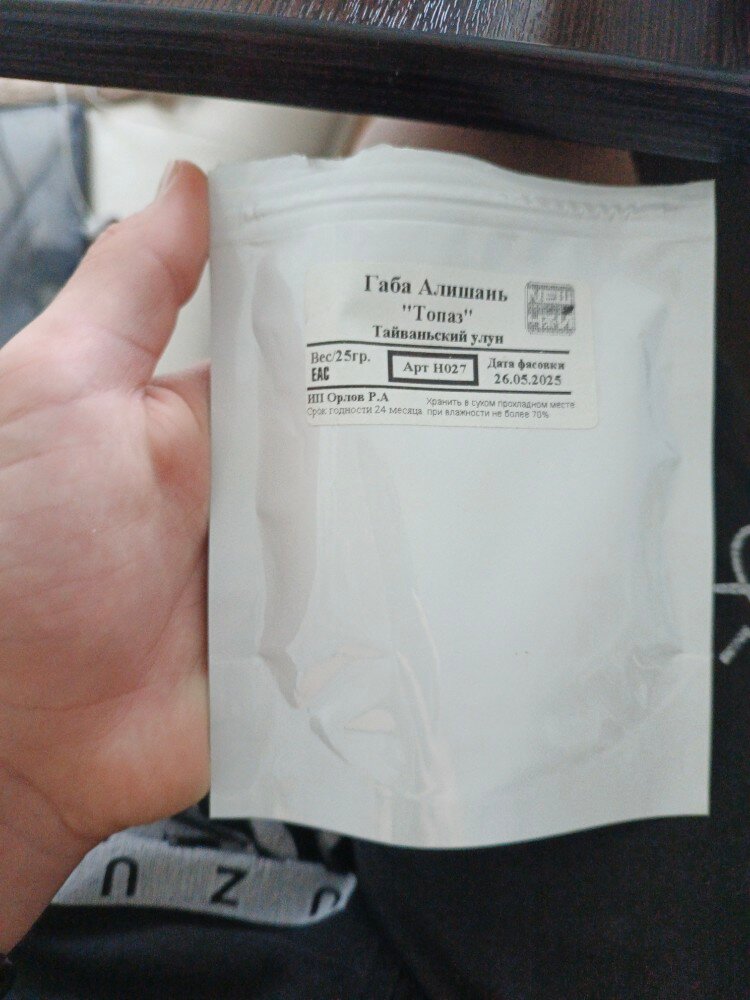 Габа Алишань
"Топаз"
Тайваньский улун
Вес/25гр.
EAC
Арт Н027
Дата фасовки
26.05.2025
ИП Орлов Р.А
Срок годности 24 месяца
Хранить в сухом прохладном месте
при влажности не более 70%
U Z U